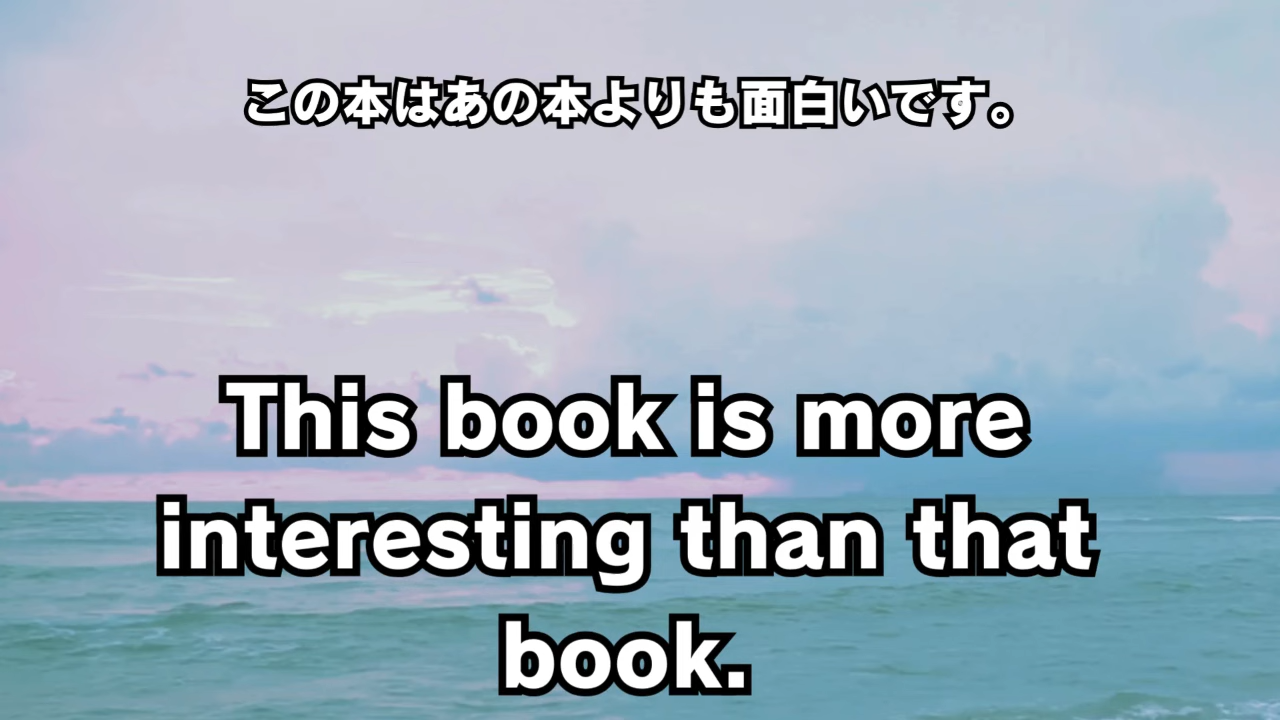 この本はあの本よりも面白いです。
This book is more
interesting than that
book.